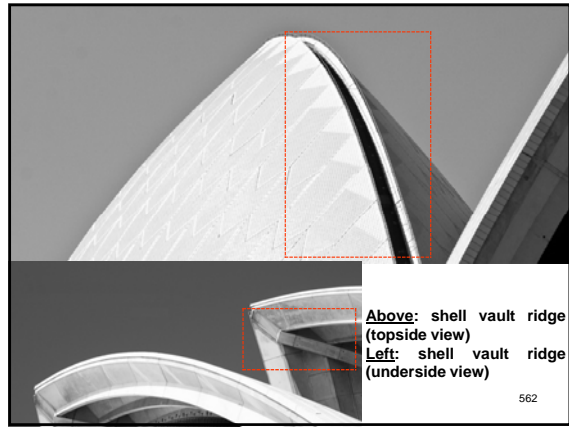 Above: shell vault ridge
(topside view)
Left: shell vault ridge
(underside view)
562